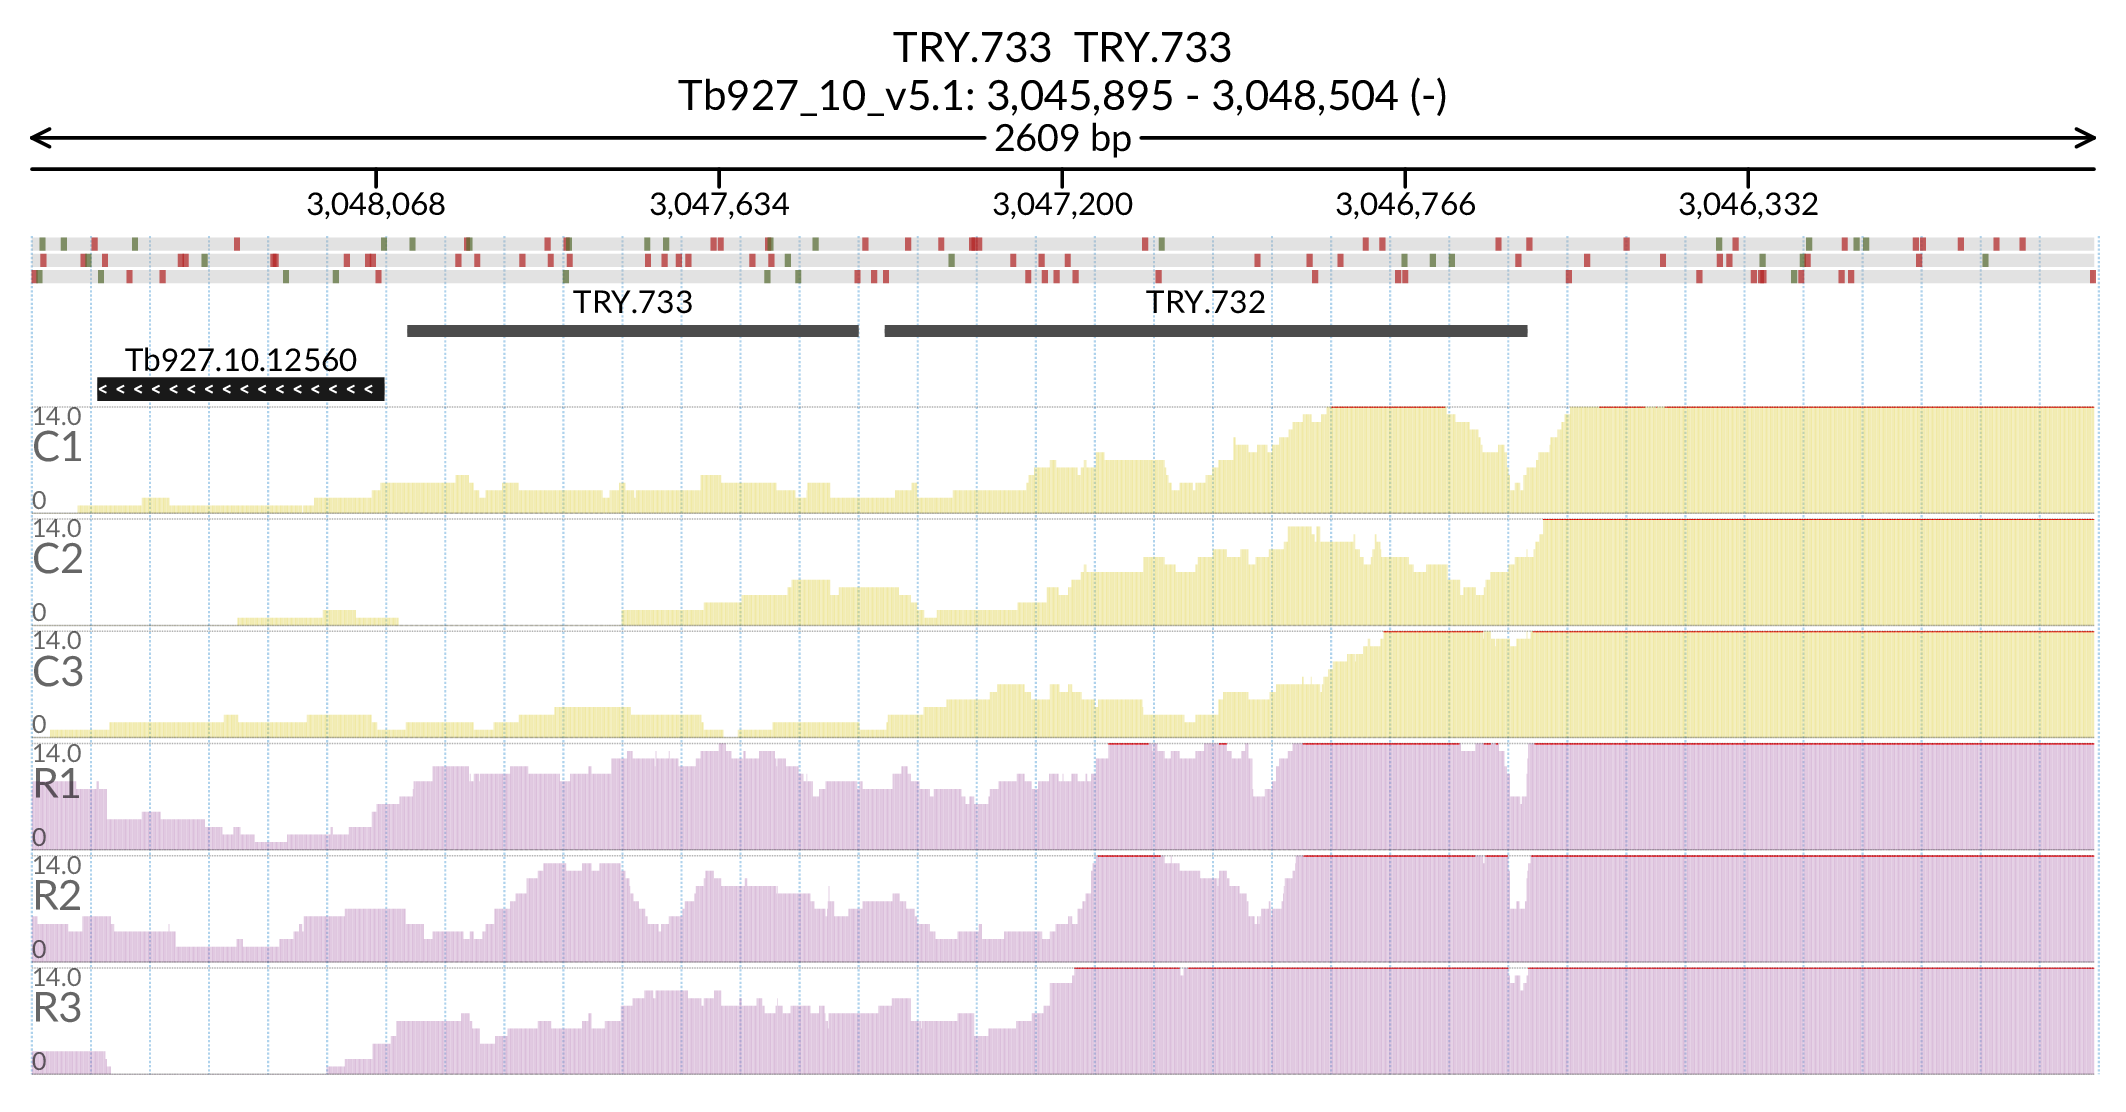 TRY.733  TRY.733
Tb927_10_v5.1: 3,045,895 - 3,048,504 (-)
2609 bp
3,048,068 3,047,634 3,047,200 3,046,766 3,046,332
TRY.733 TRY.732
Tb927.10.12560
< < < < < < < < < < < < < < < <
14.0
C1
0
14.0
C2
0
14.0
C3
0
14.0
R1
0
14.0
R2
0
14.0
R3
0